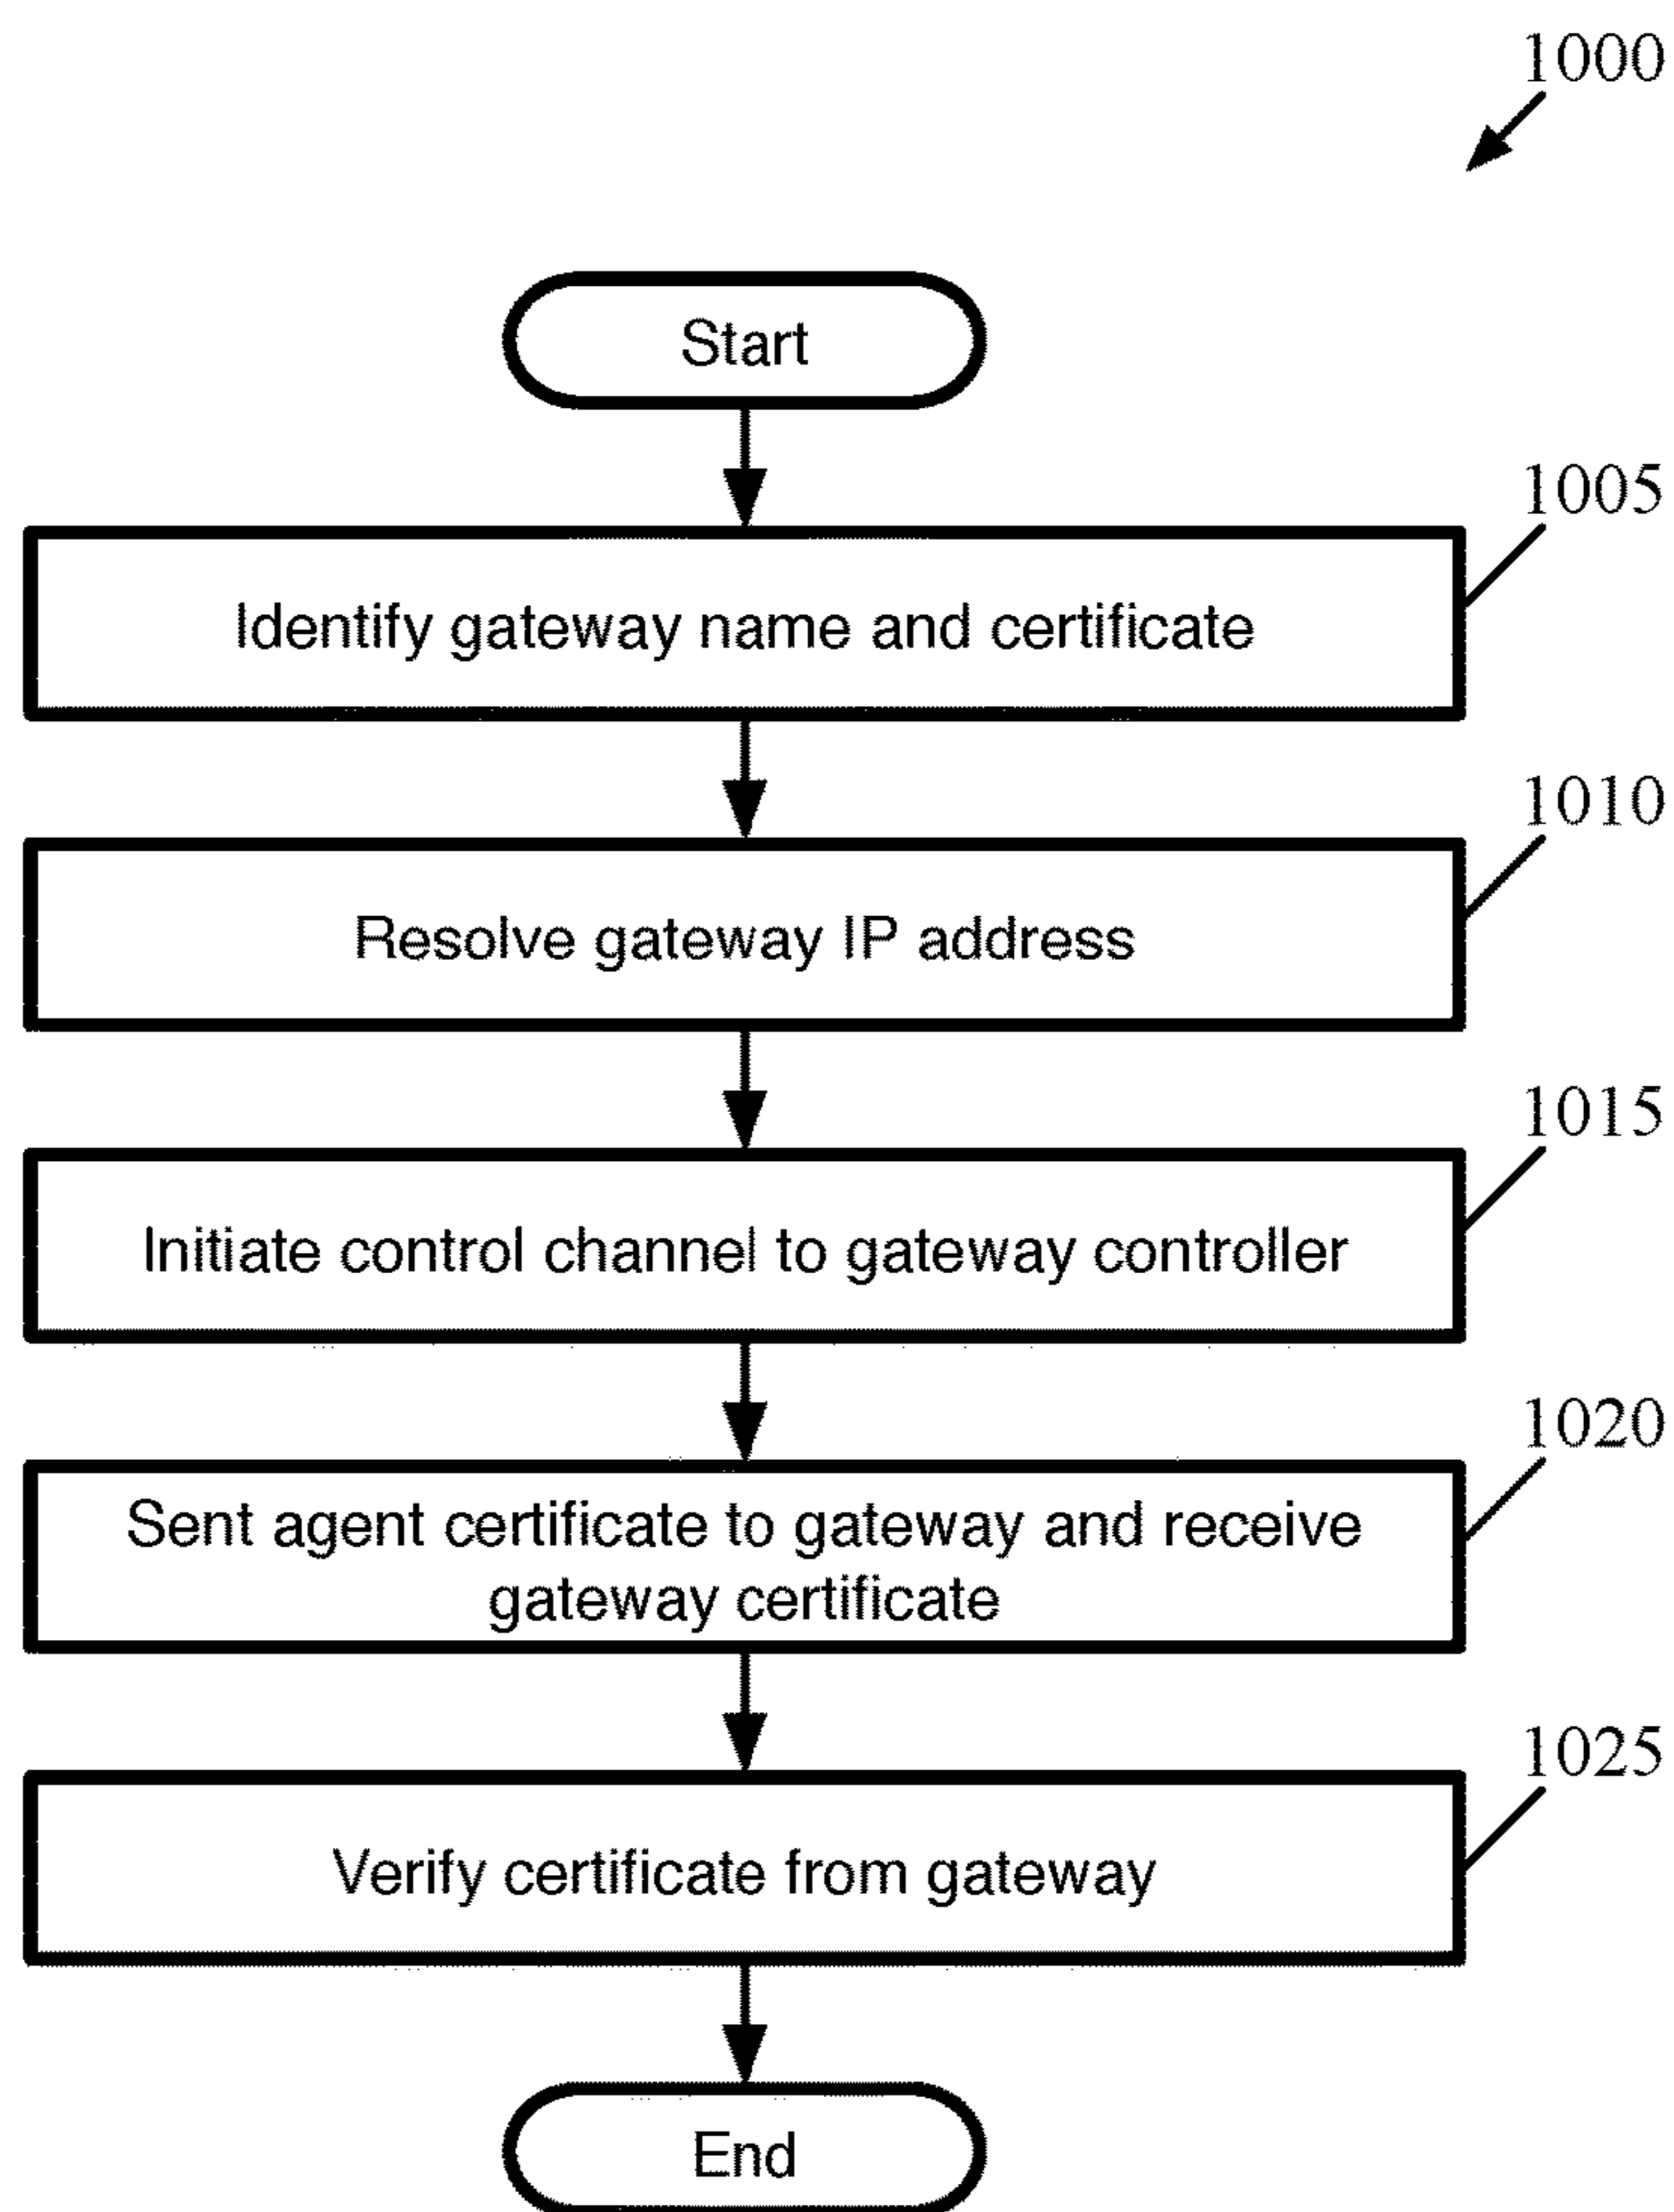 1000
Start
1005
Identify gateway name and certificate
1010
Resolve gateway IP address
1015
Initiate control channel to gateway controller
1020
Sent agent certificate to gateway and receive
gateway certificate
1025
Verify certificate from gateway
End